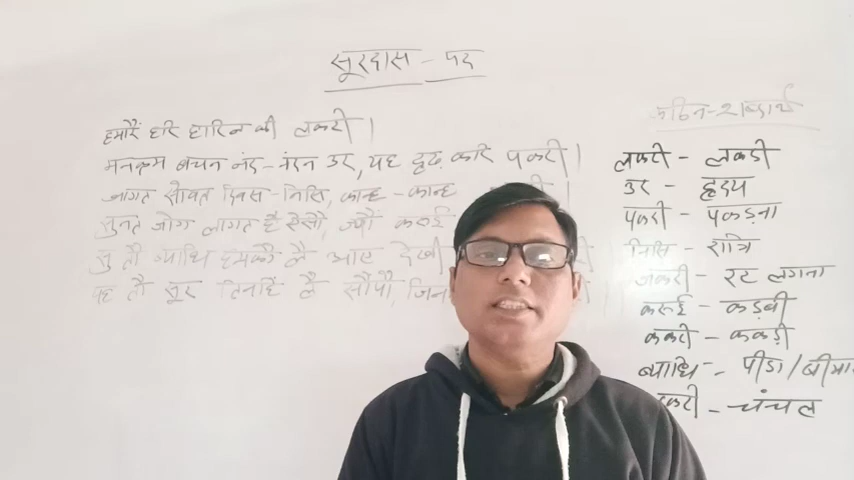 सूरदास - पद
हमारैं हरि हारिल की लकरी।
मनक्रम बचन नंद-नंदन उर, यह दृढ़ करि पकरी।
जागत सोवत दिवस-निसि, कान्ह-कान्ह
सुनत जोग लागत है ऐसौ, ज्यौं करुई
सु तौ ब्याधि हमकौं लै आए देखी
यह तौ सूर तिनहिं लै सौंपौ, जिन
कठिन-शब्दार्थ
लकरी - लकड़ी
उर - हृदय
पकरी - पकड़ना
निसि - रात्रि
जकरी - रट लगना
करुई - कड़वी
ककरी - ककड़ी
ब्याधि - पीड़ा/
- चंचल